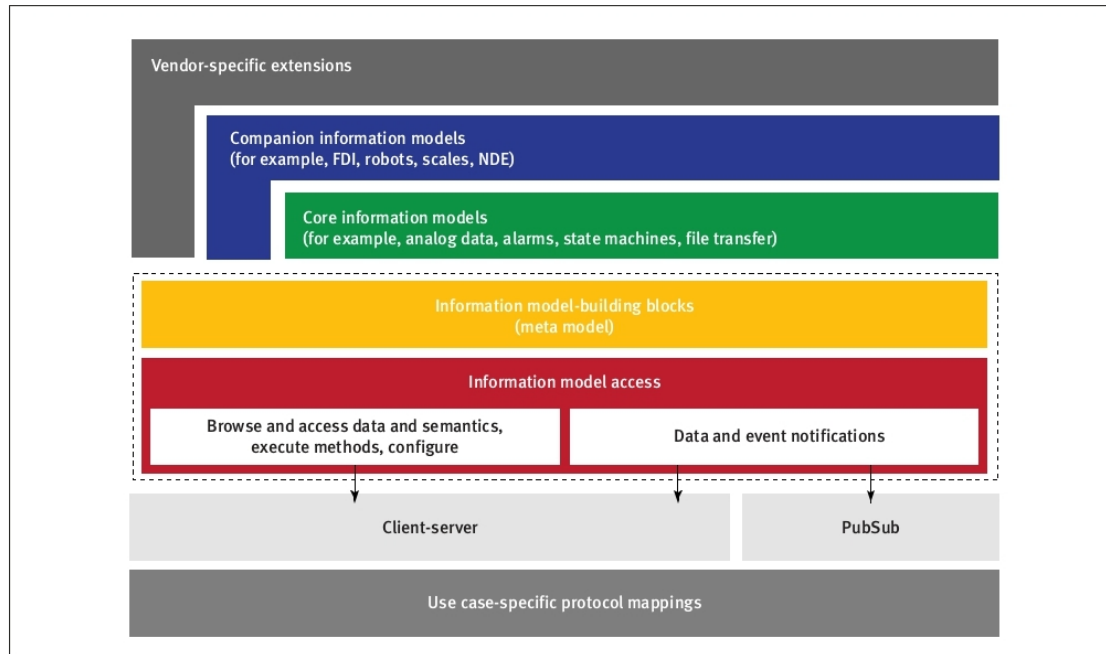 Vendor-specific extensions
Companion information models
(for example, FDI, robots, scales, NDE)
Core information models
(for example, analog data, alarms, state machines, file transfer)
Information model-building blocks
(meta model)
Information model access
Browse and access data and semantics,
execute methods, configure
Data and event notifications
Client-server
PubSub
Use case-specific protocol mappings